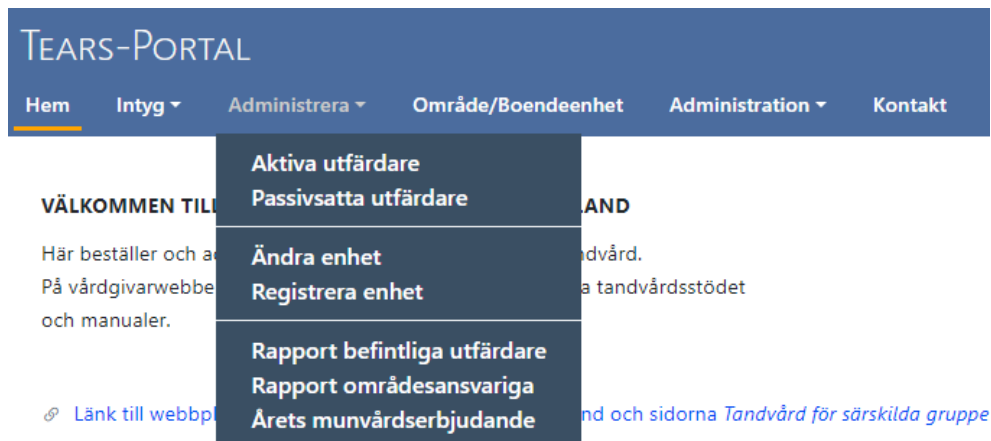 TEARS-PORTAL
Hem Intyg Administrera Område/Boendeenhet Administration Kontakt
Aktiva utfärdare
Passivsatta utfärdare
Ändra enhet
Registrera enhet
Rapport befintliga utfärdare
Rapport områdesansvariga
Årets munvårdserbjudande
VÄLKOMMEN TILL LAND
Här beställer och a dvård.
På vårdgivarwebbe a tandvårdsstödet
och manualer.
Länk till webbpl nd och sidorna Tandvård för särskilda gruppe